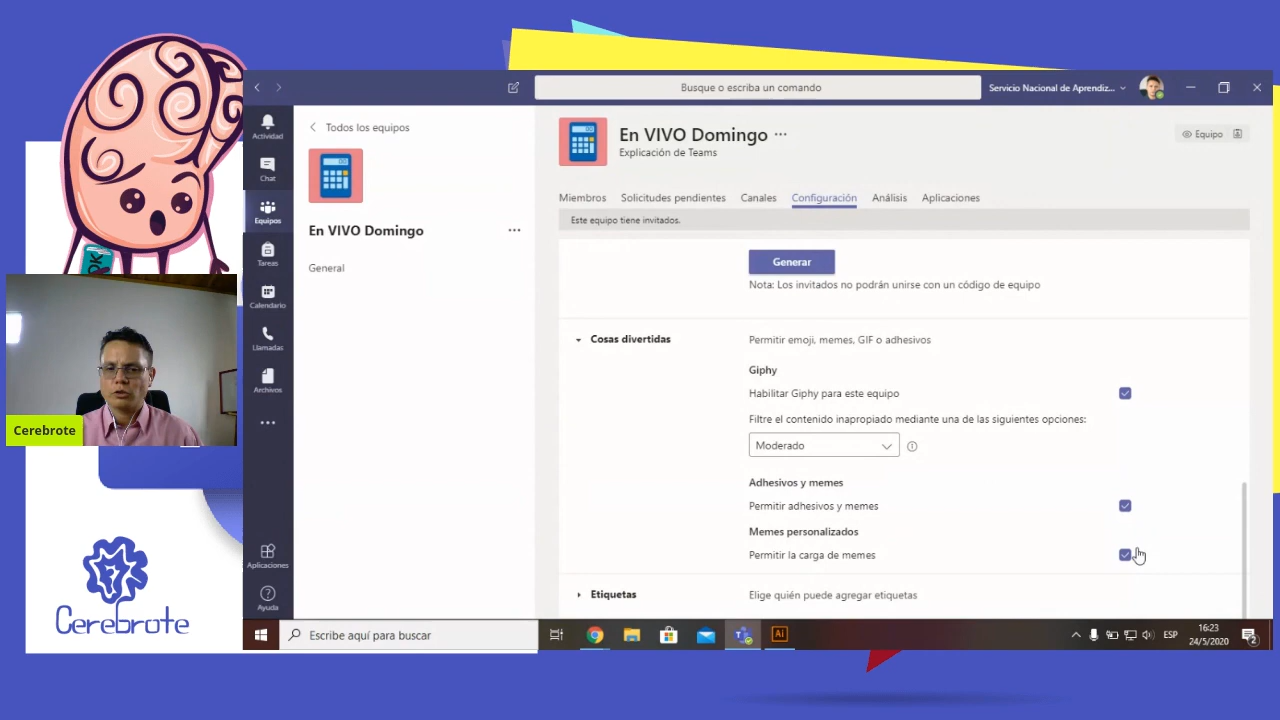 Busque o escriba un comando
Servicio Nacional de Aprendiz...
Actividad
Chat
Equipos
Tareas
Calendario
Llamadas
Archivos
Aplicaciones
Ayuda
Todos los equipos
En VIVO Domingo
General
En VIVO Domingo
Explicación de Teams
Equipo
Miembros Solicitudes pendientes Canales Configuración Análisis Aplicaciones
Este equipo tiene invitados.
Generar
Nota: Los invitados no podrán unirse con un código de equipo
Cosas divertidas Permitir emoji, memes, GIF o adhesivos
Giphy
Habilitar Giphy para este equipo
Filtre el contenido inapropiado mediante una de las siguientes opciones:
Moderado
Adhesivos y memes
Permitir adhesivos y memes
Memes personalizados
Permitir la carga de memes
Etiquetas Elige quién puede agregar etiquetas
Cerebrote
Cerebrote
Escribe aquí para buscar
Ai
ESP
16:23
24/5/2020
2